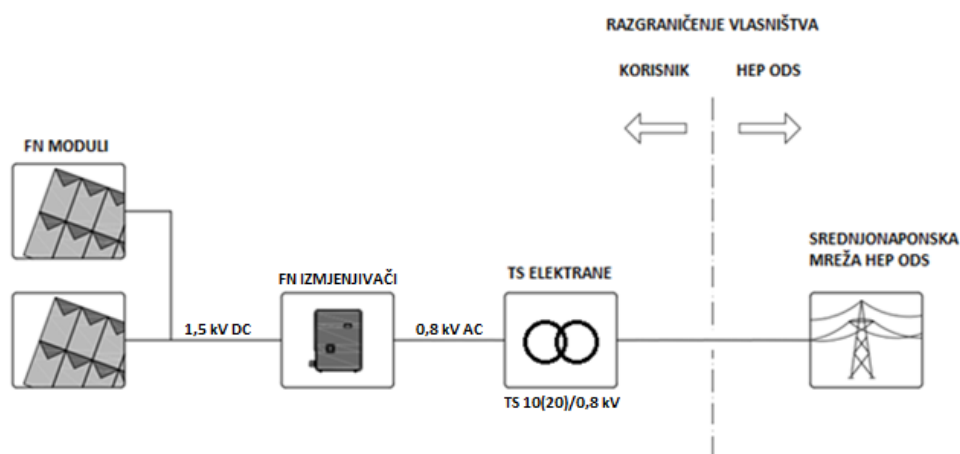 RAZGRANIČENJE VLASNIŠTVA
KORISNIK
HEP ODS
FN MODULI
FN IZMJENJIVAČI
TS ELEKTRANE
SREDNJONAPONSKA
MREŽA HEP ODS
1,5 kV DC
0,8 kV AC
TS 10(20)/0,8 kV